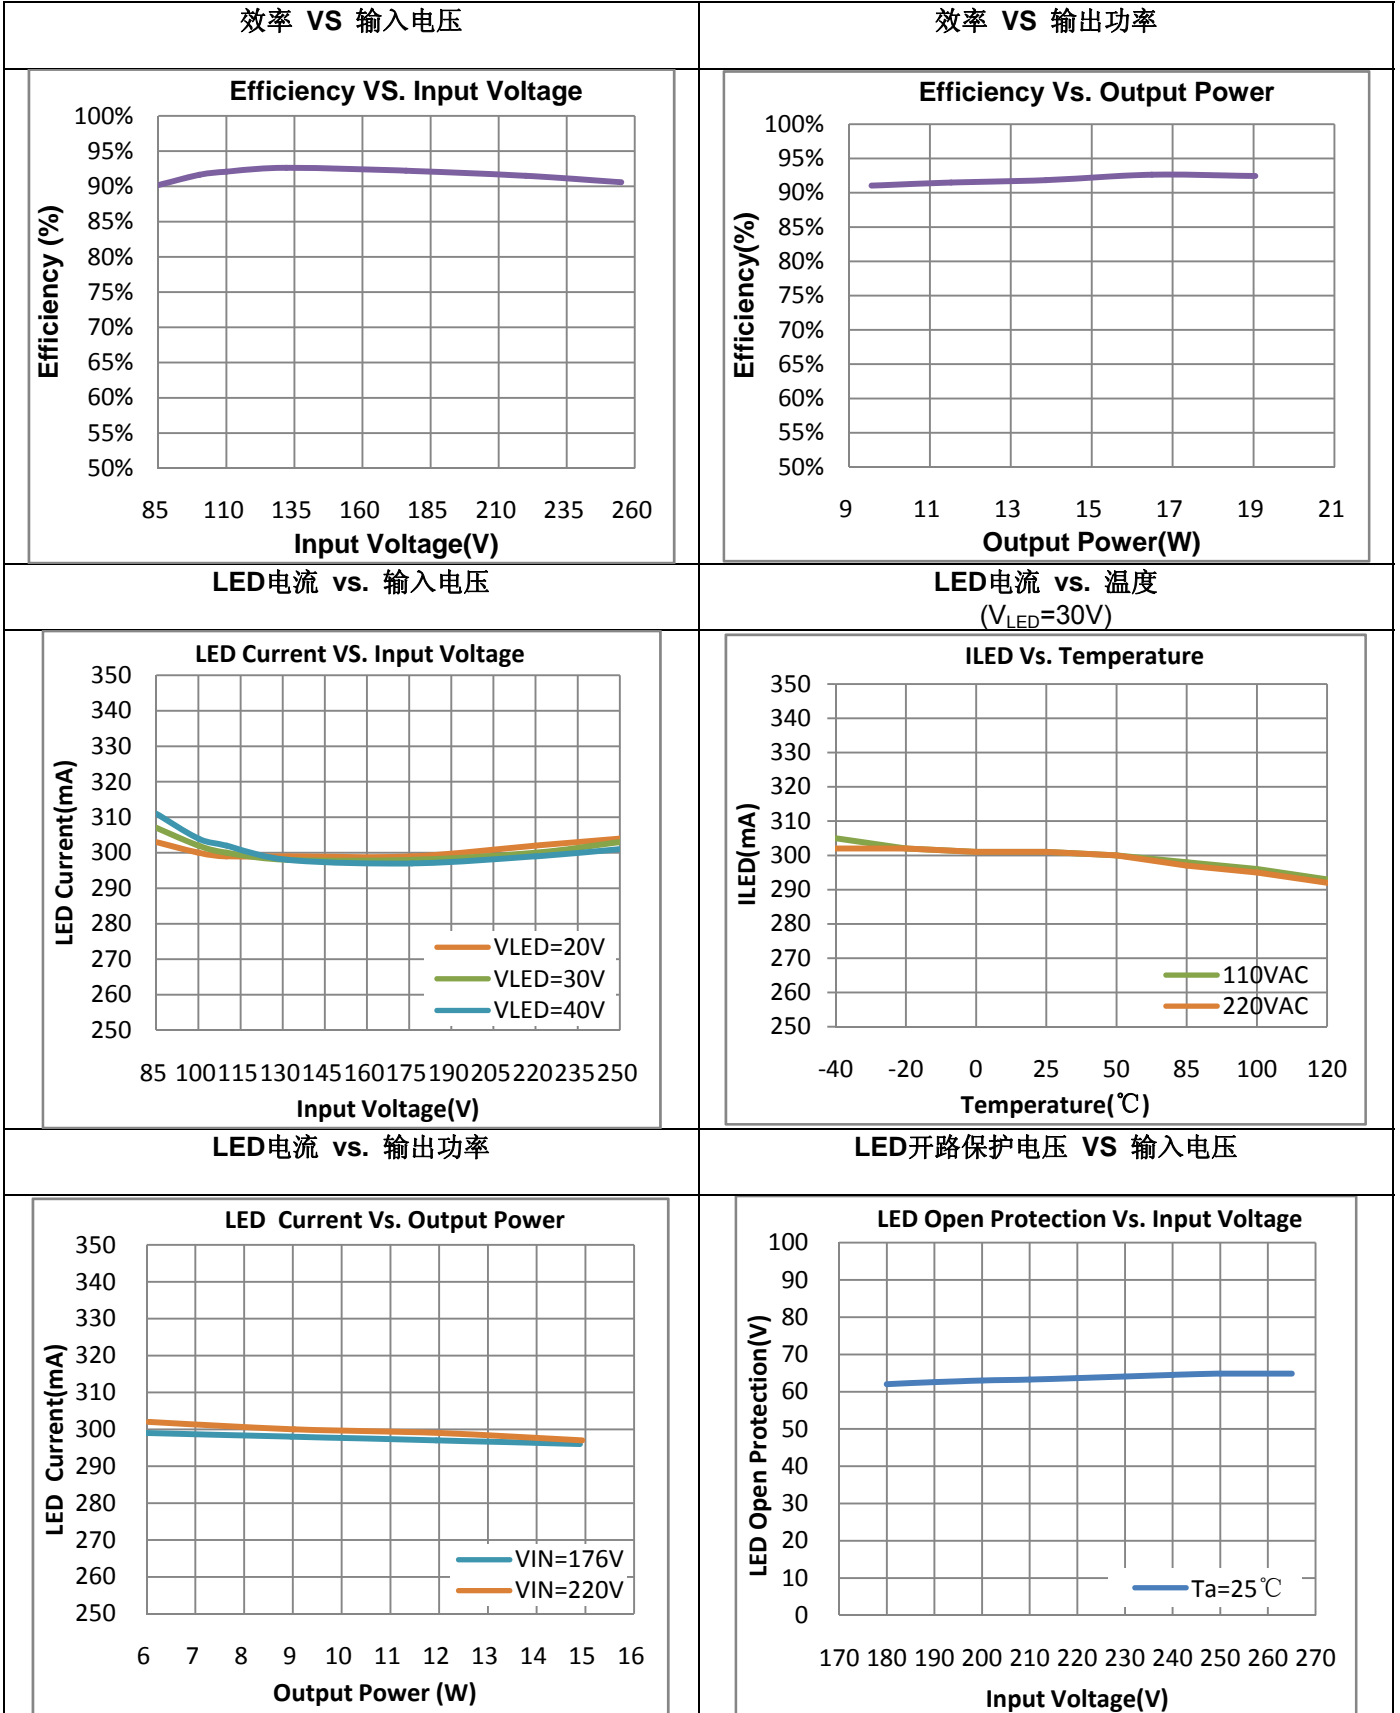 效率 VS 输入电压
效率 VS 输出功率
Efficiency VS. Input Voltage
100%
95%
90%
85%
80%
75%
70%
65%
60%
55%
50%
Efficiency (%)
85 110 135 160 185 210 235 260
Input Voltage(V)
Efficiency Vs. Output Power
100%
95%
90%
85%
80%
75%
70%
65%
60%
55%
50%
Efficiency(%)
9 11 13 15 17 19 21
Output Power(W)
LED电流 vs. 输入电压
LED电流 vs. 温度
(VLED=30V)
LED Current VS. Input Voltage
350
340
330
320
310
300
290
280
270
260
250
LED Current(mA)
VLED=20V
VLED=30V
VLED=40V
85 100 115 130 145 160 175 190 205 220 235 250
Input Voltage(V)
ILED Vs. Temperature
350
340
330
320
310
300
290
280
270
260
250
ILED(mA)
110VAC
220VAC
-40 -20 0 25 50 85 100 120
Temperature(℃)
LED电流 vs. 输出功率
LED开路保护电压 VS 输入电压
LED Current Vs. Output Power
350
340
330
320
310
300
290
280
270
260
250
LED Current(mA)
VIN=176V
VIN=220V
6 7 8 9 10 11 12 13 14 15 16
Output Power (W)
LED Open Protection Vs. Input Voltage
100
90
80
70
60
50
40
30
20
10
0
LED Open Protection(V)
Ta=25℃
170 180 190 200 210 220 230 240 250 260 270
Input Voltage(V)